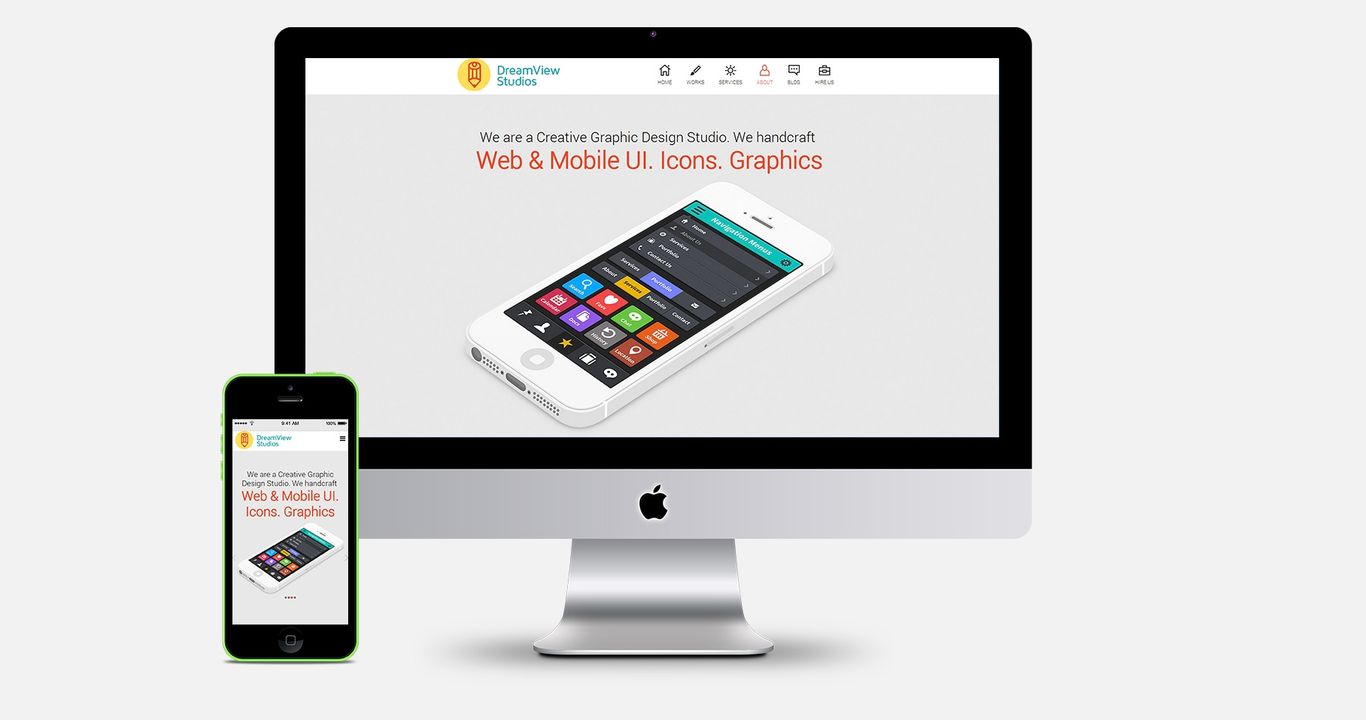 DreamView
Studios
HOME WORKS SERVICES ABOUT BLOG HIRE US
We are a Creative Graphic Design Studio. We handcraft
Web & Mobile UI. Icons. Graphics
Navigation Menus
Home
About Us
Services
Portfolio
Contact Us
Services Portfolio
About Services Portfolio Contact
Search Fav
Calendar Docs Chat Shop
History Location
9:41 AM 100%
DreamView
Studios
We are a Creative Graphic
Design Studio. We handcraft
Web & Mobile UI.
Icons. Graphics